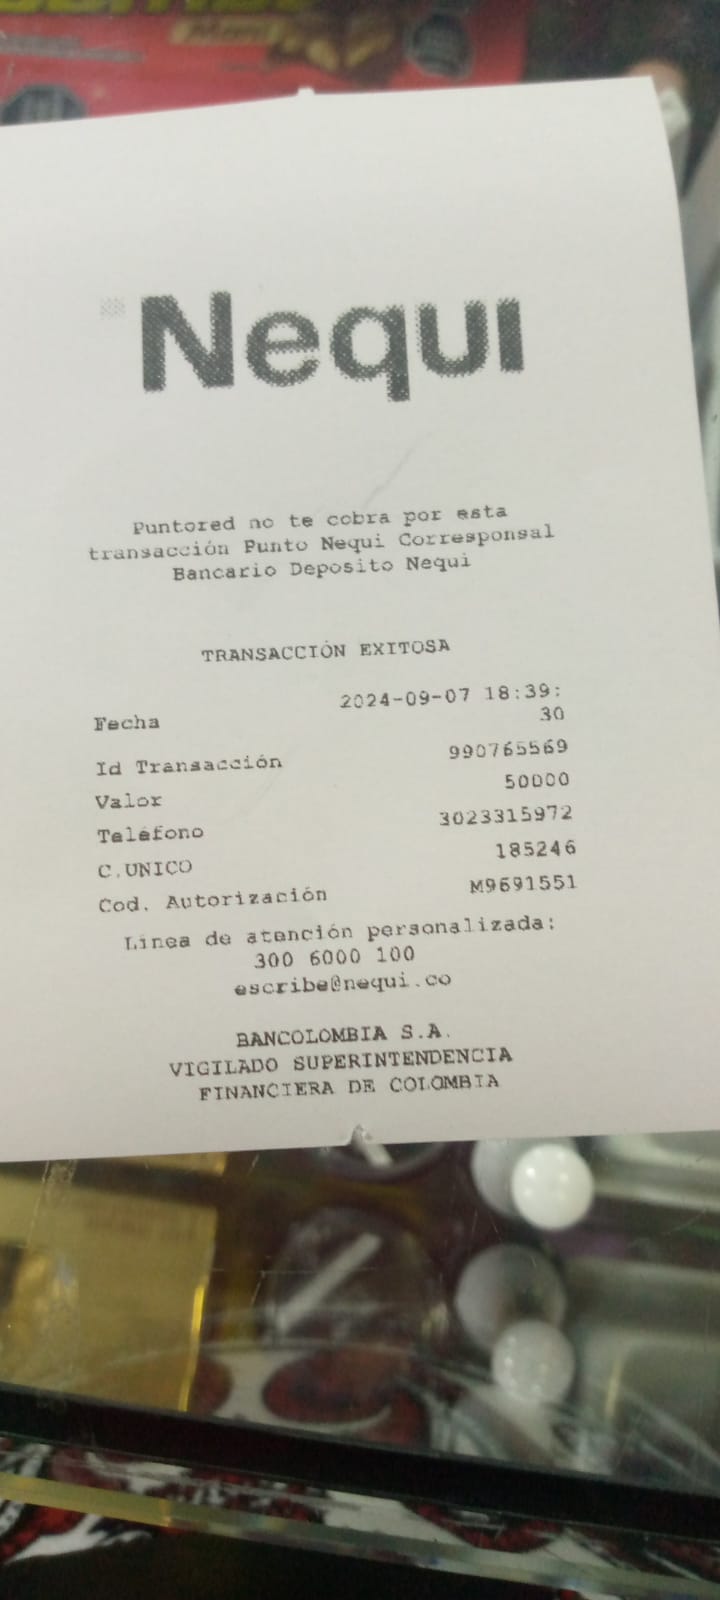 Nequi
Puntored no te cobra por esta
transacción Punto Nequi Corresponsal
Bancario Deposito Nequi
TRANSACCIÓN EXITOSA
Fecha 2024-09-07 18:39:
30
Id Transacción 990765569
Valor 50000
Teléfono 3023315972
C.UNICO 185246
Cod. Autorización M9691551
Linea de atención personalizada:
300 6000 100
escribe@nequi.co
BANCOLOMBIA S.A.
VIGILADO SUPERINTENDENCIA
FINANCIERA DE COLOMBIA